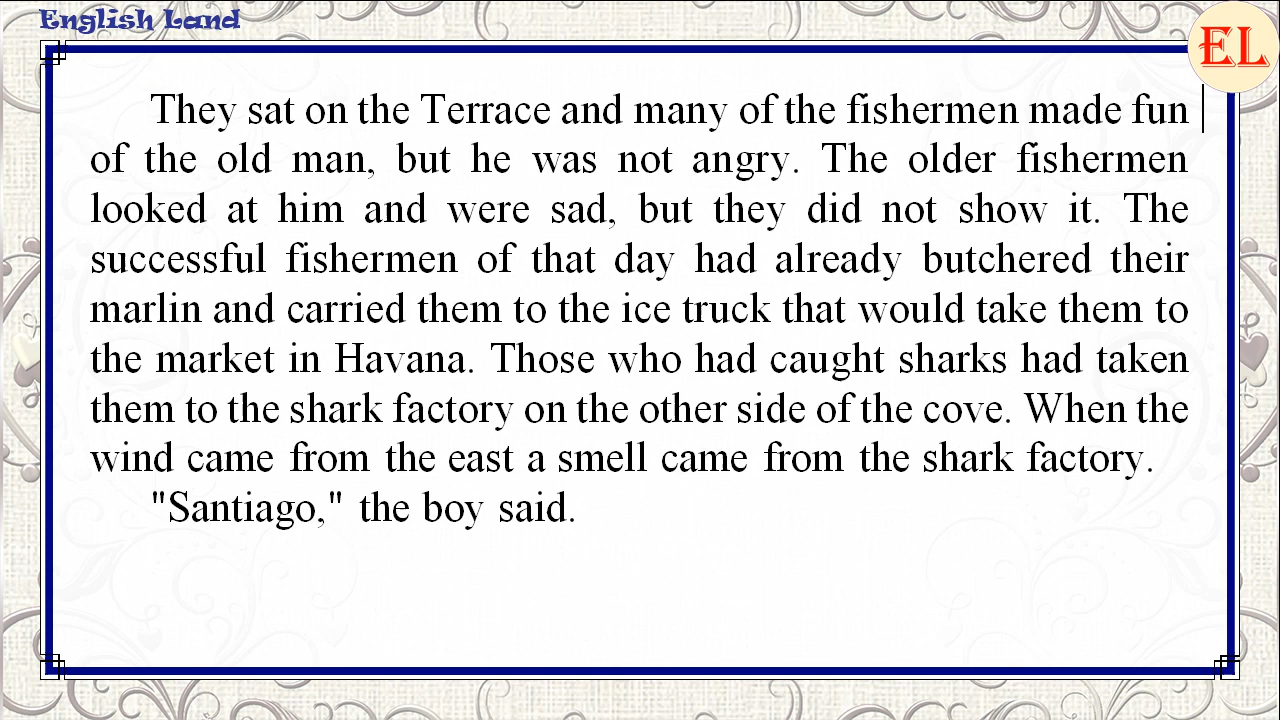 English Land
EL
They sat on the Terrace and many of the fishermen made fun
of the old man, but he was not angry. The older fishermen
looked at him and were sad, but they did not show it. The
successful fishermen of that day had already butchered their
marlin and carried them to the ice truck that would take them to
the market in Havana. Those who had caught sharks had taken
them to the shark factory on the other side of the cove. When the
wind came from the east a smell came from the shark factory.
"Santiago," the boy said.